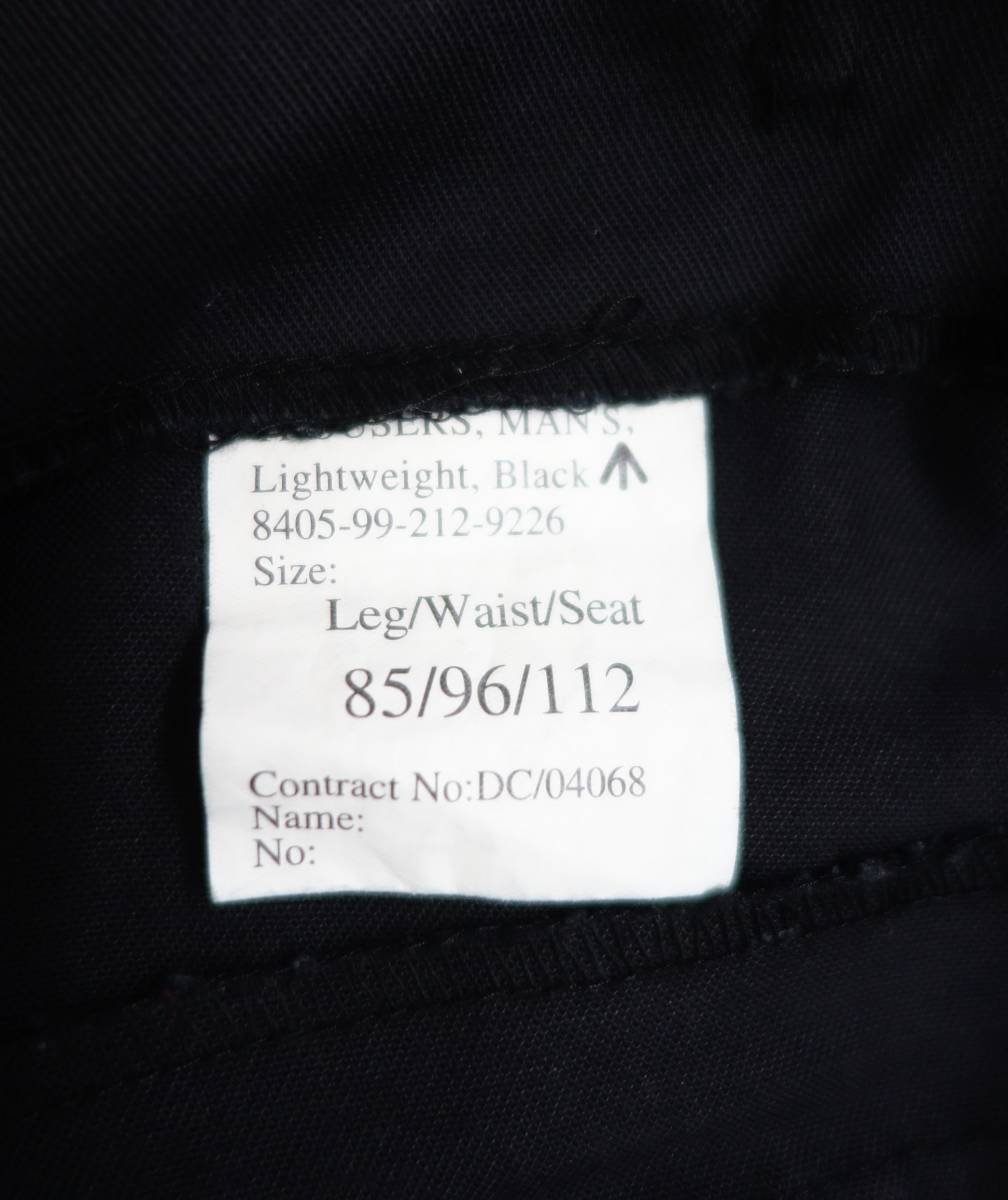 TROUSERS, MAN'S,
Lightweight, Black
8405-99-212-9226
Size:
Leg/Waist/Seat
85/96/112
Contract No:DC/04068
Name:
No: